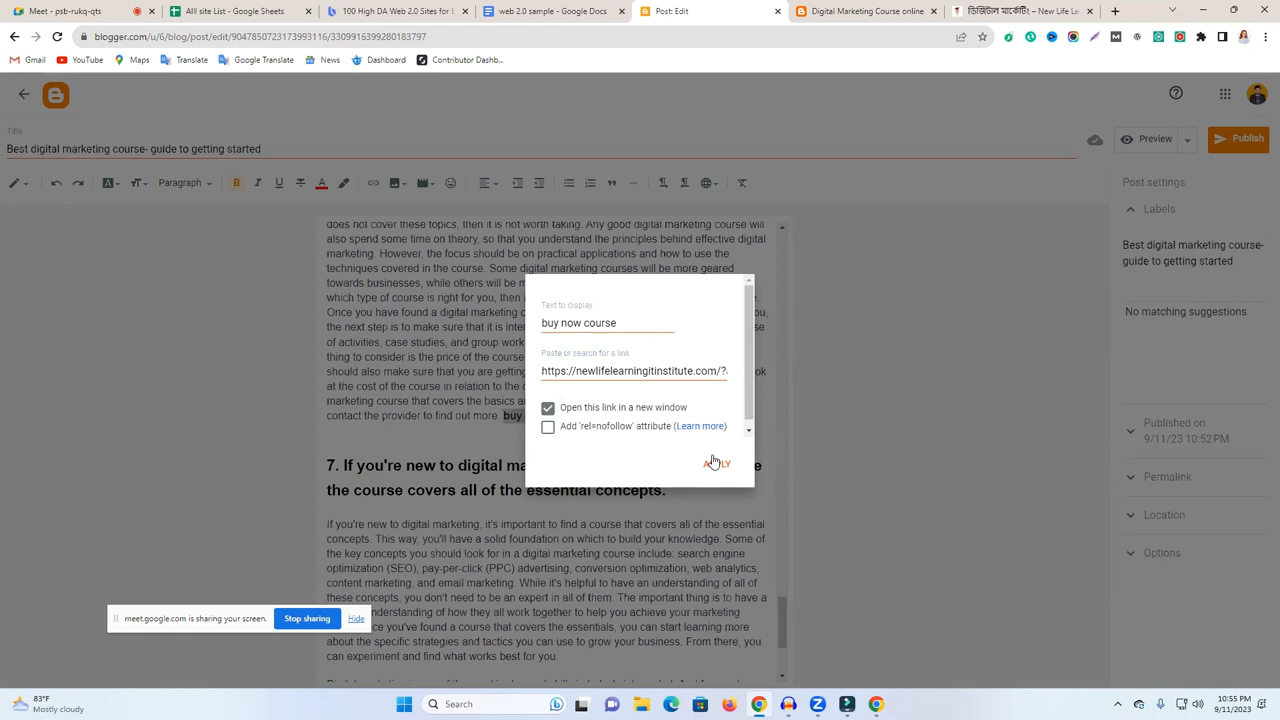 Meet - psb-rotg-mxw
All site list - Google Sheets
100 High DA Web 2.0 Sites for B
web 2.0 sample - Google Docs
Post: Edit
Digital Marketing Course online
ডিজিটাল মার্কেটিং – New Life Le
blogger.com/u/6/blog/post/edit/9047850723173993116/3309916399280183797
Gmail YouTube Maps Translate Google Translate News Dashboard Contributor Dashb...
Title
Best digital marketing course- guide to getting started
Preview
Publish
Paragraph
Post settings
Labels
Best digital marketing course-
guide to getting started
No matching suggestions
Published on
9/11/23 10:52 PM
Permalink
Location
Options
does not cover these topics, then it is not worth taking. Any good digital marketing course will
also spend some time on theory, so that you understand the principles behind effective digital
marketing. However, the focus should be on practical applications and how to use the
techniques covered in the course. Some digital marketing courses will be more geared
towards businesses, while others will be m
which type of course is right for you, then i
Once you have found a digital marketing c
the next step is to make sure that it is inter
of activities, case studies, and group work
thing to consider is the price of the course
should also make sure that you are getting
at the cost of the course in relation to the
course that covers the basics an
contact the provider to find out more. buy
Text to display
buy now course
Paste or search for a link
https://newlifelearningitinstitute.com/?
Open this link in a new window
Add 'rel=nofollow' attribute (Learn more)
APPLY
7. If you're new to digital ma
the course covers all of the essential concepts.
If you're new to digital marketing, it's important to find a course that covers all of the essential
concepts. This way, you'll have a solid foundation on which to build your knowledge. Some of
the key concepts you should look for in a digital marketing course include: search engine
optimization (SEO), pay-per-click (PPC) advertising, conversion optimization, web analytics,
content marketing, and email marketing. While it's helpful to have an understanding of all of
these concepts, you don't need to be an expert in all of them. The important thing is to have a
understanding of how they all work together to help you achieve your marketing
ce you've found a course that covers the essentials, you can start learning more
about the specific strategies and tactics you can use to grow your business. From there, you
can experiment and find what works best for you.
meet.google.com is sharing your screen.
Stop sharing
Hide
83°F
Mostly cloudy
Search
10:55 PM
9/11/2023